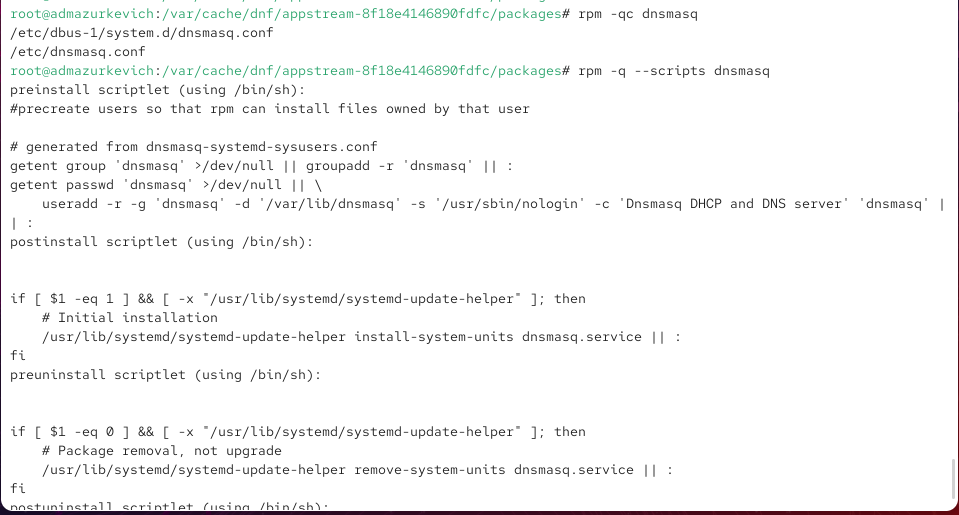 root@admazurkevich:/var/cache/dnf/appstream-8f18e4146890fdfc/packages# rpm -qc dnsmasq
/etc/dbus-1/system.d/dnsmasq.conf
/etc/dnsmasq.conf
root@admazurkevich:/var/cache/dnf/appstream-8f18e4146890fdfc/packages# rpm -q --scripts dnsmasq
preinstall scriptlet (using /bin/sh):
#precreate users so that rpm can install files owned by that user

# generated from dnsmasq-systemd-sysusers.conf
getent group 'dnsmasq' >/dev/null || groupadd -r 'dnsmasq' || :
getent passwd 'dnsmasq' >/dev/null || \
    useradd -r -g 'dnsmasq' -d '/var/lib/dnsmasq' -s '/usr/sbin/nologin' -c 'Dnsmasq DHCP and DNS server' 'dnsmasq' |
| :
postinstall scriptlet (using /bin/sh):


if [ $1 -eq 1 ] && [ -x "/usr/lib/systemd/systemd-update-helper" ]; then
    # Initial installation
    /usr/lib/systemd/systemd-update-helper install-system-units dnsmasq.service || :
fi
preuninstall scriptlet (using /bin/sh):


if [ $1 -eq 0 ] && [ -x "/usr/lib/systemd/systemd-update-helper" ]; then
    # Package removal, not upgrade
    /usr/lib/systemd/systemd-update-helper remove-system-units dnsmasq.service || :
fi
postuninstall scriptlet (using /bin/sh):